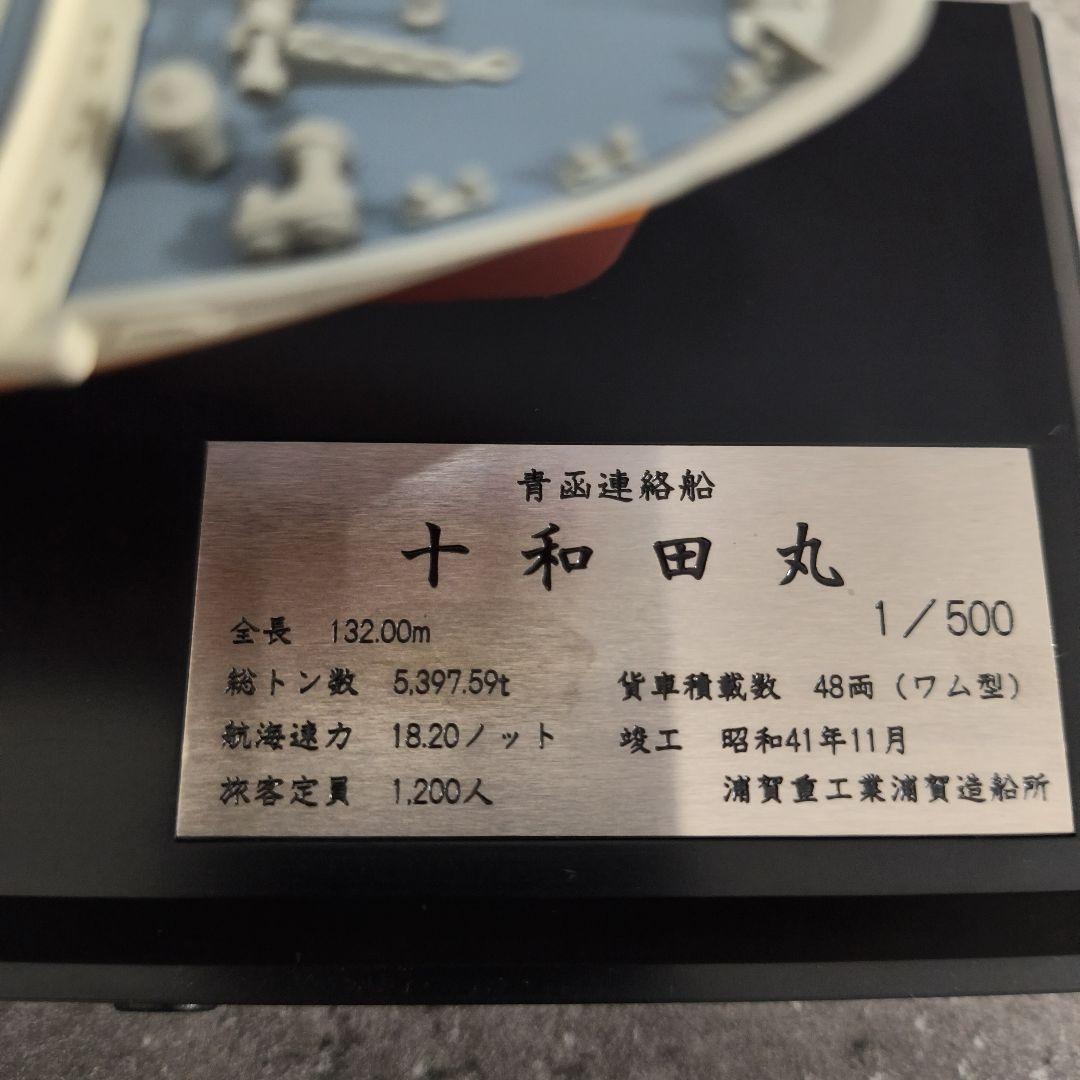 青函連絡船
十和田丸
1/500
全長 132.00m
総トン数 5,397.59t 貨車積載数 48両（ワム型）
航海速力 18.20ノット 竣工 昭和41年11月
旅客定員 1,200人 浦賀重工業浦賀造船所